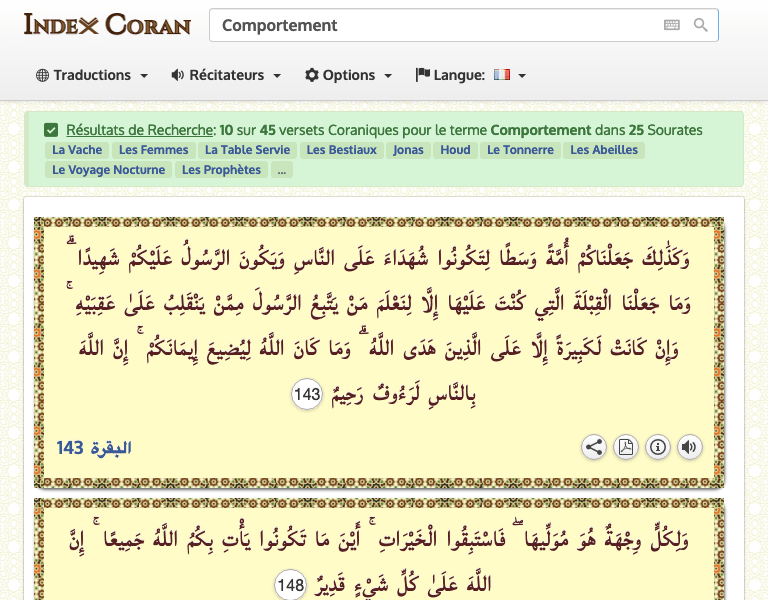 INDEX CORAN
Comportement
Traductions
Récitateurs
Options
Langue:
Résultats de Recherche: 10 sur 45 versets Coraniques pour le terme Comportement dans 25 Sourates
La Vache Les Femmes La Table Servie Les Bestiaux Jonas Houd Le Tonnerre Les Abeilles
Le Voyage Nocturne Les Prophètes ...
وَكَذَٰلِكَ جَعَلْنَاكُمْ أُمَّةً وَسَطًا لِتَكُونُوا شُهَدَاءَ عَلَى النَّاسِ وَيَكُونَ الرَّسُولُ عَلَيْكُمْ شَهِيدًا ۗ
وَمَا جَعَلْنَا الْقِبْلَةَ الَّتِي كُنْتَ عَلَيْهَا إِلَّا لِنَعْلَمَ مَنْ يَتَّبِعُ الرَّسُولَ مِمَّنْ يَنْقَلِبُ عَلَىٰ عَقِبَيْهِ ۚ
وَإِنْ كَانَتْ لَكَبِيرَةً إِلَّا عَلَى الَّذِينَ هَدَى اللَّهُ ۗ وَمَا كَانَ اللَّهُ لِيُضِيعَ إِيمَانَكُمْ ۚ إِنَّ اللَّهَ
بِالنَّاسِ لَرَءُوفٌ رَحِيمٌ 143
البقرة 143
وَلِكُلٍّ وِجْهَةٌ هُوَ مُوَلِّيهَا ۖ فَاسْتَبِقُوا الْخَيْرَاتِ ۚ أَيْنَ مَا تَكُونُوا يَأْتِ بِكُمُ اللَّهُ جَمِيعًا ۚ إِنَّ
اللَّهَ عَلَىٰ كُلِّ شَيْءٍ قَدِيرٌ 148